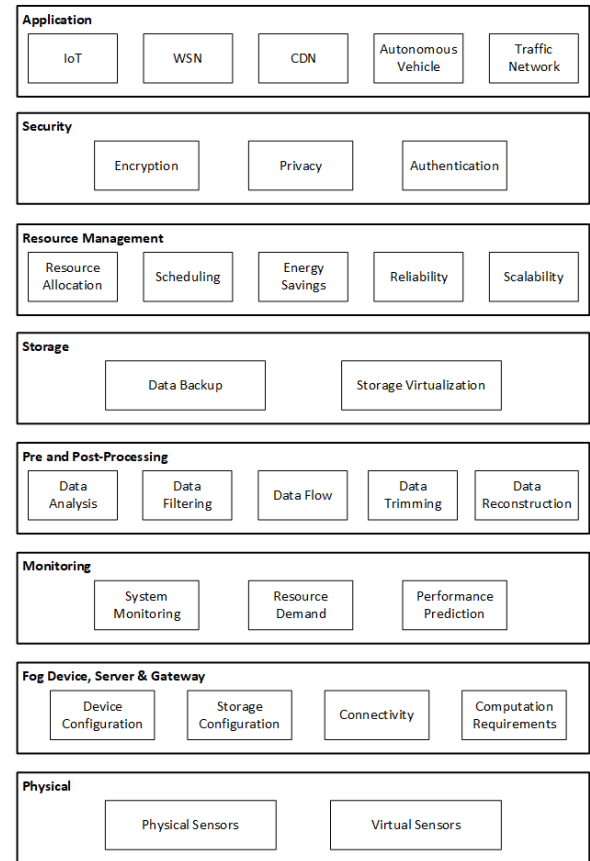 Application
IoT
WSN
CDN
Autonomous
Vehicle
Traffic
Network
Security
Encryption
Privacy
Authentication
Resource Management
Resource
Allocation
Scheduling
Energy
Savings
Reliability
Scalability
Storage
Data Backup
Storage Virtualization
Pre and Post-Processing
Data
Analysis
Data
Filtering
Data Flow
Data
Trimming
Data
Reconstruction
Monitoring
System
Monitoring
Resource
Demand
Performance
Prediction
Fog Device, Server & Gateway
Device
Configuration
Storage
Configuration
Connectivity
Computation
Requirements
Physical
Physical Sensors
Virtual Sensors